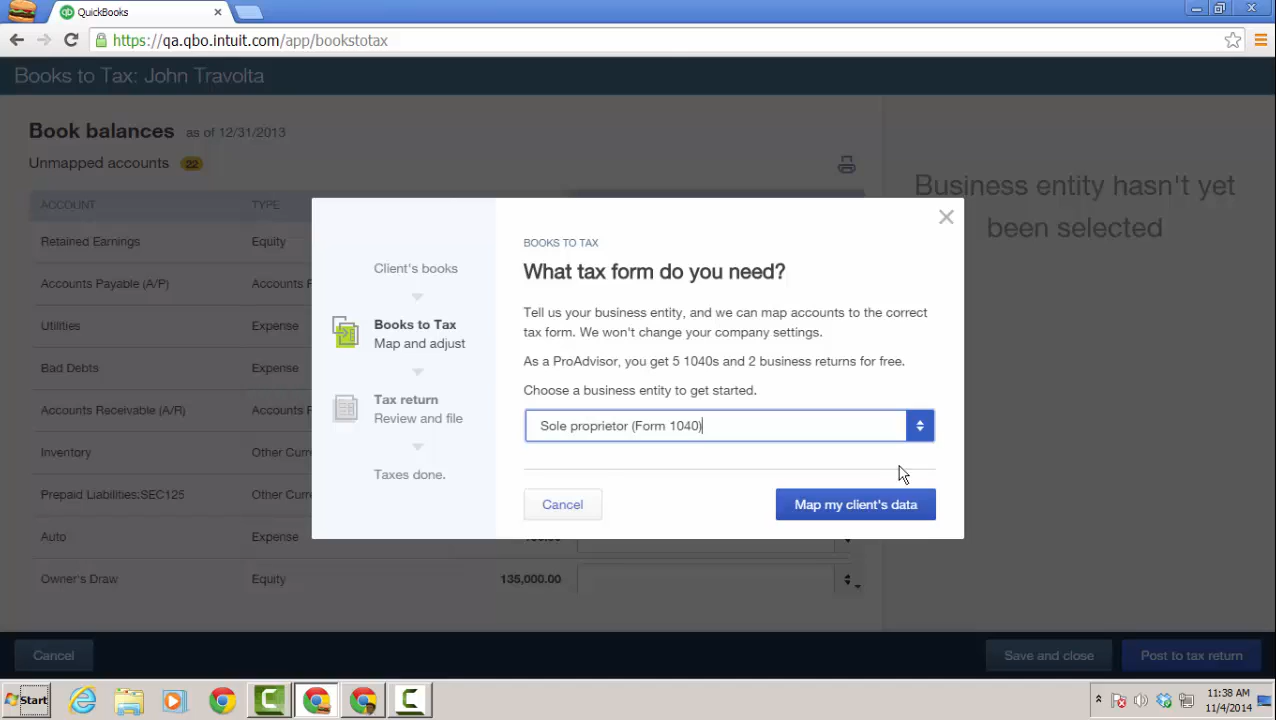 QuickBooks
https://qa.qbo.intuit.com/app/bookstotax
Books to Tax: John Travolta
Book balances as of 12/31/2013
Unmapped accounts 22
Business entity hasn't yet
been selected
ACCOUNT TYPE
Retained Earnings Equity
Accounts Payable (A/P) Accounts
Utilities Expense
Bad Debts Expense
Accounts Receivable (A/R) Accounts
Inventory Other Curr
Prepaid Liabilities:SEC125 Other Curr
Auto Expense
Owner's Draw Equity 135,000.00
Client's books
Books to Tax
Map and adjust
Tax return
Review and file
Taxes done.
BOOKS TO TAX
What tax form do you need?
Tell us your business entity, and we can map accounts to the correct
tax form. We won't change your company settings.
As a ProAdvisor, you get 5 1040s and 2 business returns for free.
Choose a business entity to get started.
Sole proprietor (Form 1040)
Cancel Map my client's data
Cancel Save and close Post to tax return
Start
11:38 AM
11/4/2014